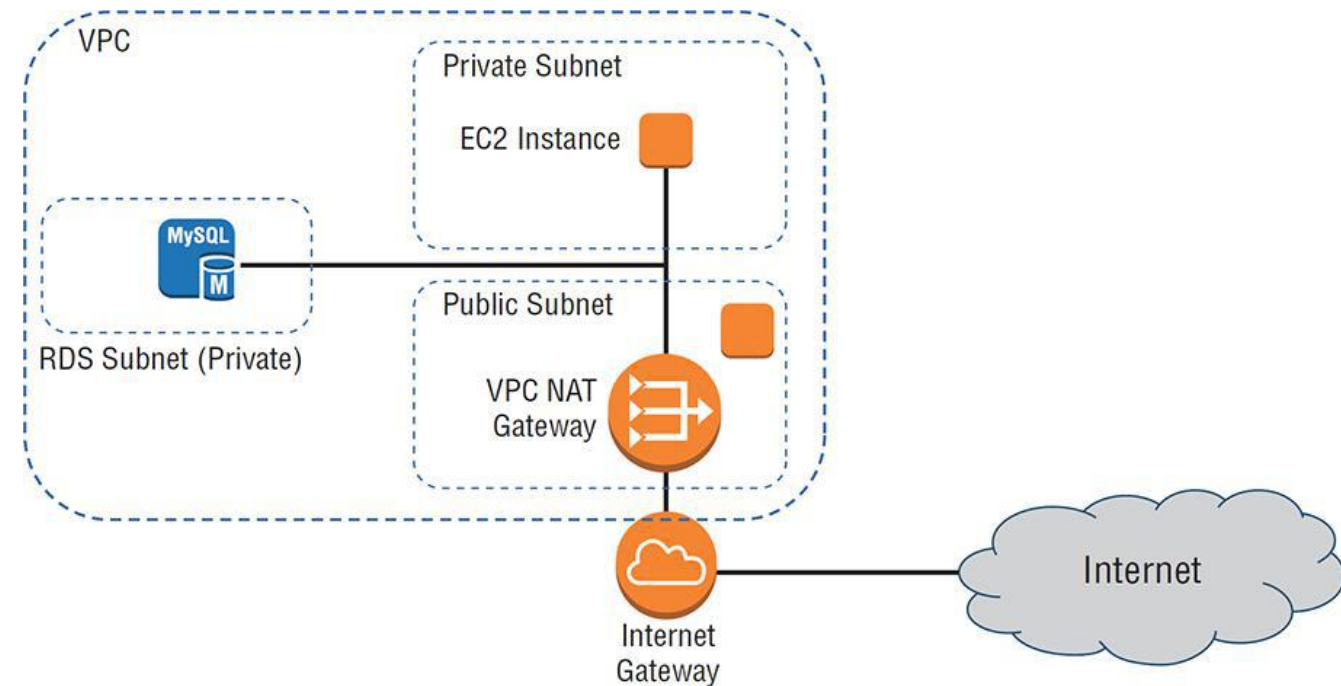 VPC
Private Subnet
EC2 Instance
MySQL
M
RDS Subnet (Private)
Public Subnet
VPC NAT
Gateway
Internet
Gateway
Internet